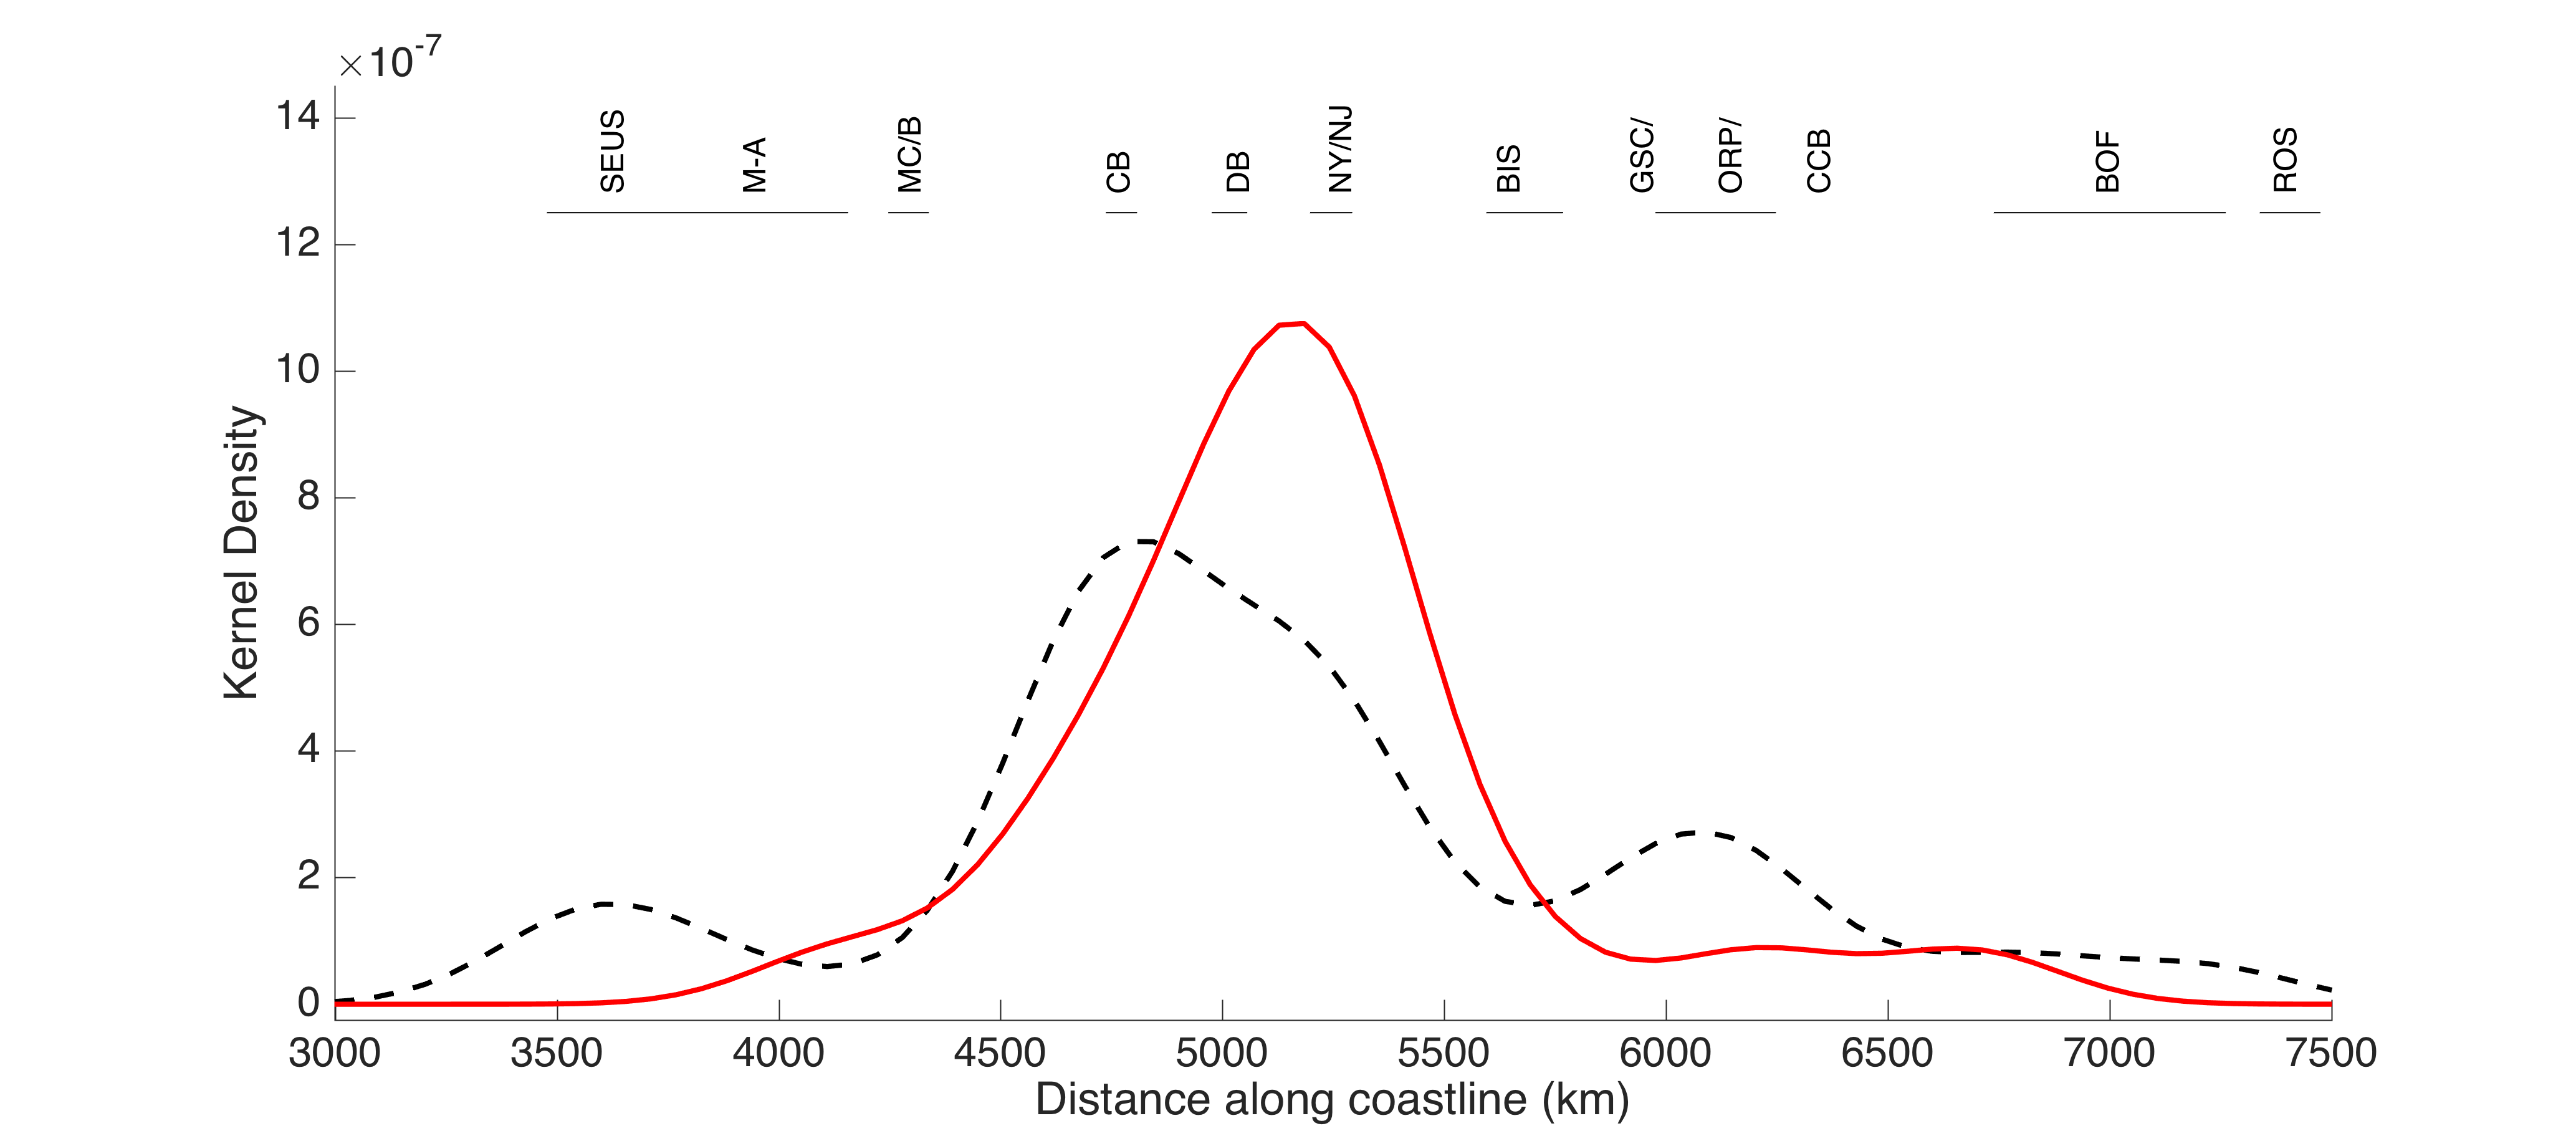 ×10-7
14
12
10
8
6
4
2
0
Kernel Density
SEUS
M-A
MC/B
CB
DB
NY/NJ
BIS
GSC/
ORP/
CCB
BOF
ROS
3000 3500 4000 4500 5000 5500 6000 6500 7000 7500
Distance along coastline (km)